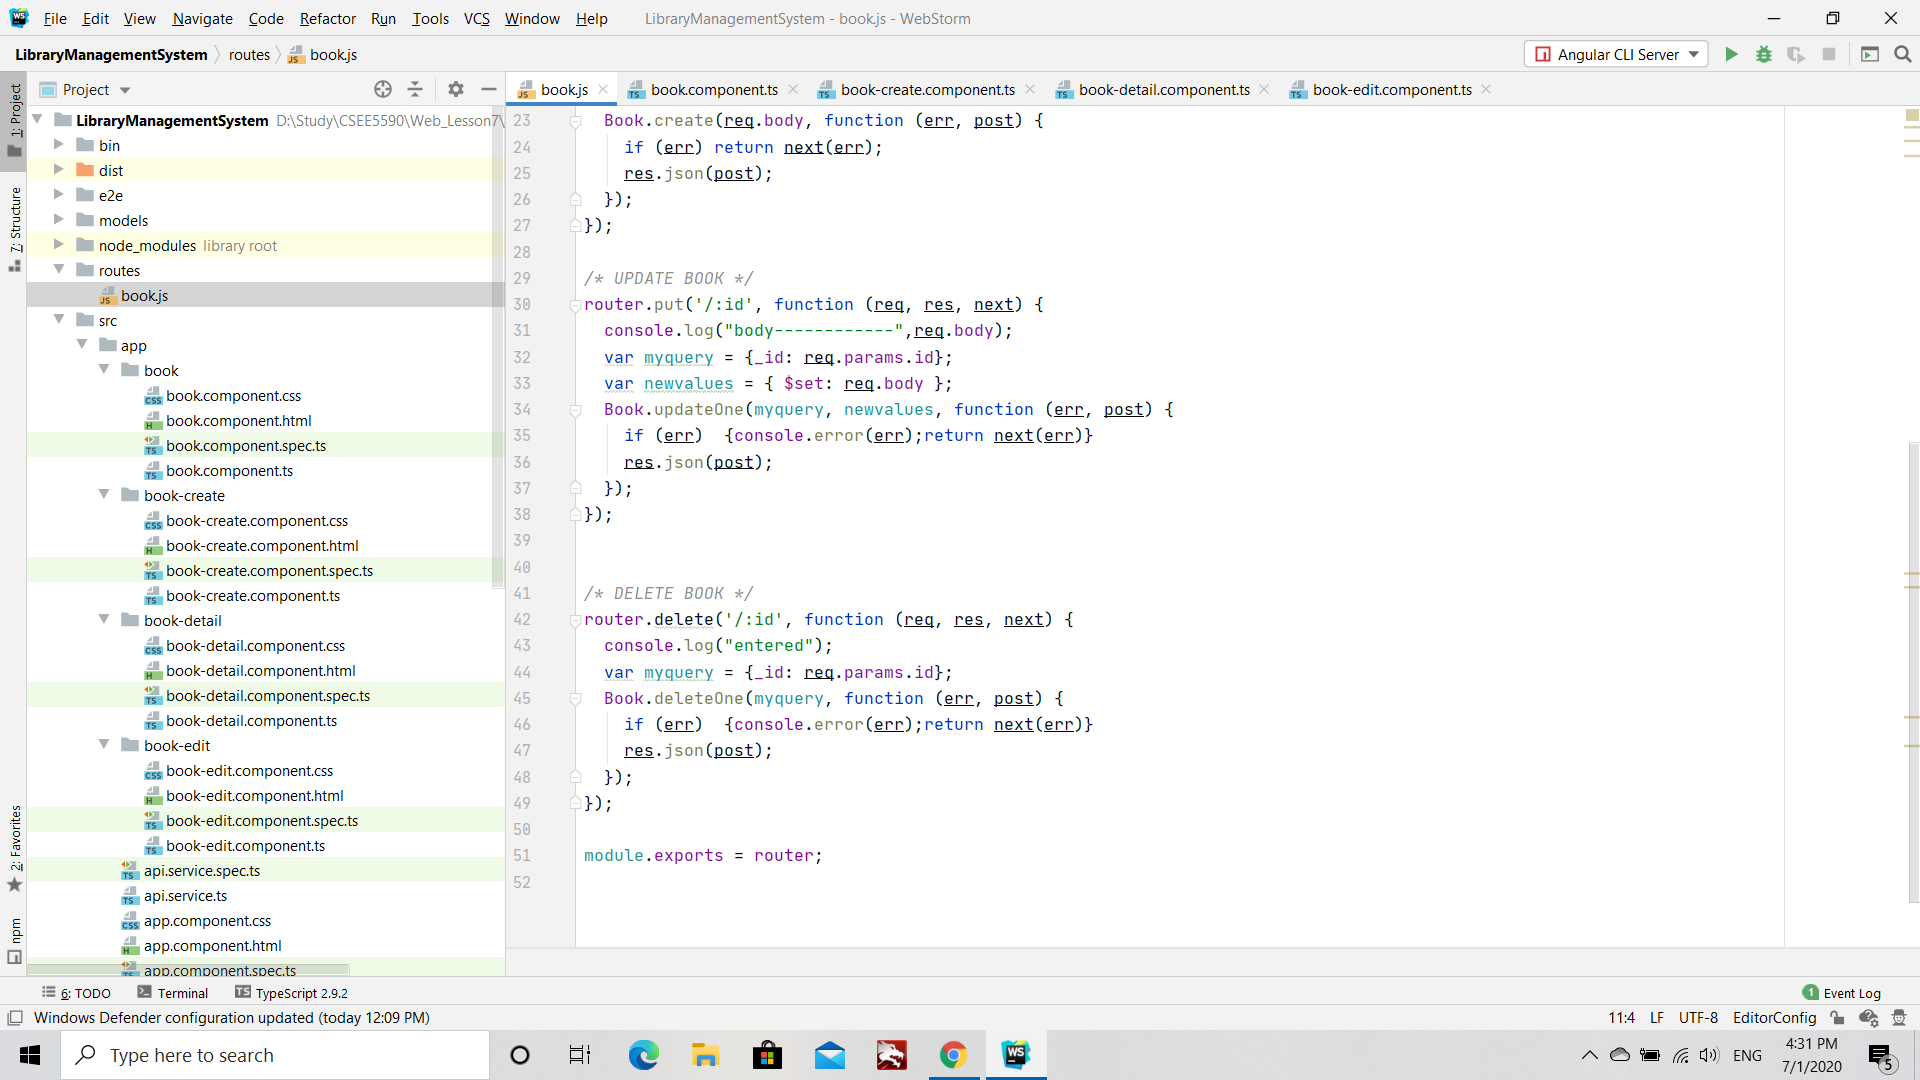 File Edit View Navigate Code Refactor Run Tools VCS Window Help LibraryManagementSystem - book.js - WebStorm
LibraryManagementSystem routes book.js Angular CLI Server
Project book.js book.component.ts book-create.component.ts book-detail.component.ts book-edit.component.ts
1: Project
7: Structure
2: Favorites
npm
LibraryManagementSystem D:\Study\CSEE5590\Web_Lesson7\
bin
dist
e2e
models
node_modules library root
routes
book.js
src
app
book
book.component.css
book.component.html
book.component.spec.ts
book.component.ts
book-create
book-create.component.css
book-create.component.html
book-create.component.spec.ts
book-create.component.ts
book-detail
book-detail.component.css
book-detail.component.html
book-detail.component.spec.ts
book-detail.component.ts
book-edit
book-edit.component.css
book-edit.component.html
book-edit.component.spec.ts
book-edit.component.ts
api.service.spec.ts
api.service.ts
app.component.css
app.component.html
app.component.spec.ts
23 Book.create(req.body, function (err, post) {
24 if (err) return next(err);
25 res.json(post);
26 });
27 });
28
29 /* UPDATE BOOK */
30 router.put('/:id', function (req, res, next) {
31 console.log("body------------",req.body);
32 var myquery = {_id: req.params.id};
33 var newvalues = { $set: req.body };
34 Book.updateOne(myquery, newvalues, function (err, post) {
35 if (err)  {console.error(err);return next(err)}
36 res.json(post);
37 });
38 });
39
40
41 /* DELETE BOOK */
42 router.delete('/:id', function (req, res, next) {
43 console.log("entered");
44 var myquery = {_id: req.params.id};
45 Book.deleteOne(myquery, function (err, post) {
46 if (err)  {console.error(err);return next(err)}
47 res.json(post);
48 });
49 });
50
51 module.exports = router;
52
6: TODO Terminal TypeScript 2.9.2 1 Event Log
Windows Defender configuration updated (today 12:09 PM) 11:4 LF UTF-8 EditorConfig
Type here to search ENG 4:31 PM
7/1/2020 5